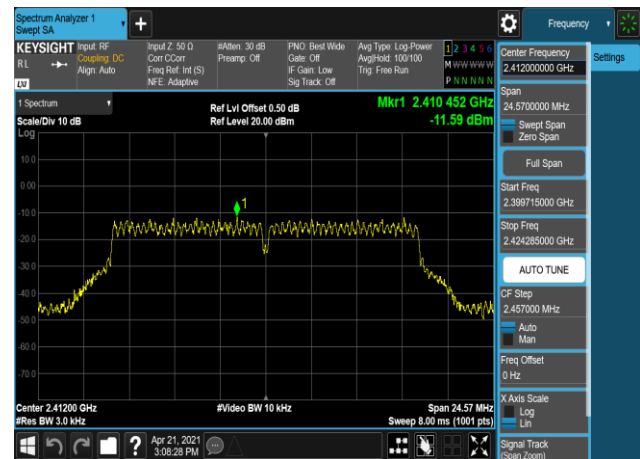 Spectrum Analyzer 1
Swept SA
Frequency
KEYSIGHT
RL
LXI
Input: RF
Coupling: DC
Align: Auto
Input Z: 50 Ω
Corr CCorr
Freq Ref: Int (S)
NFE: Adaptive
#Atten: 30 dB
Preamp: Off
PNO: Best Wide
Gate: Off
IF Gain: Low
Sig Track: Off
Avg Type: Log-Power
Avg|Hold: 100/100
Trig: Free Run
1 2 3 4 5 6
M W W W W W
P N N N N N
1 Spectrum
Scale/Div 10 dB
Log
Ref Lvl Offset 0.50 dB
Ref Level 20.00 dBm
Mkr1 2.410 452 GHz
-11.59 dBm
10.0
0.00
-10.0
-20.0
-30.0
-40.0
-50.0
-60.0
-70.0
1
Center 2.41200 GHz
#Res BW 3.0 kHz
#Video BW 10 kHz
Span 24.57 MHz
Sweep 8.00 ms (1001 pts)
Apr 21, 2021
3:08:28 PM
Center Frequency
2.412000000 GHz
Settings
Span
24.5700000 MHz
Swept Span
Zero Span
Full Span
Start Freq
2.399715000 GHz
Stop Freq
2.424285000 GHz
AUTO TUNE
CF Step
2.457000 MHz
Auto
Man
Freq Offset
0 Hz
X Axis Scale
Log
Lin
Signal Track
(Span Zoom)